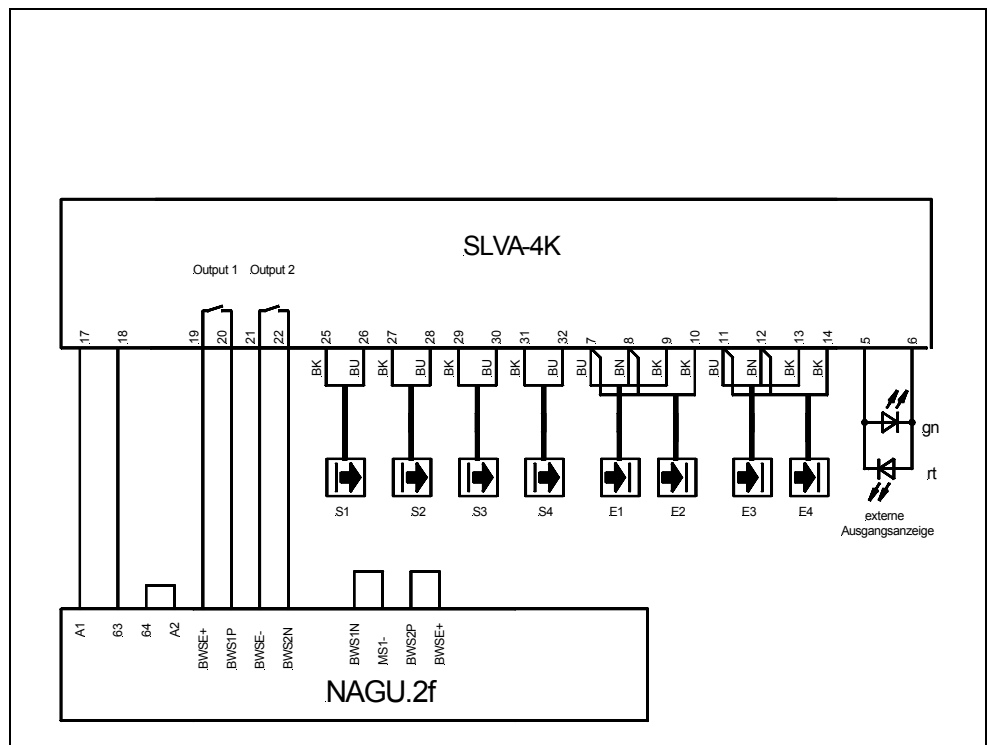 SLVA-4K
Output 1 Output 2
17 18 19 20 21 22 25 26 27 28 29 30 31 32 7 8 9 10 11 12 13 14 5 6
BK BU BK BU BK BU BK BU BU BN BK BK BU BN BK BK
gn
rt
S1 S2 S3 S4 E1 E2 E3 E4
externe
Ausgangsanzeige
A1 63 64 A2 BWSE+ BWS1P BWSE- BWS2N BWS1N MS1- BWS2P BWSE+
NAGU.2f